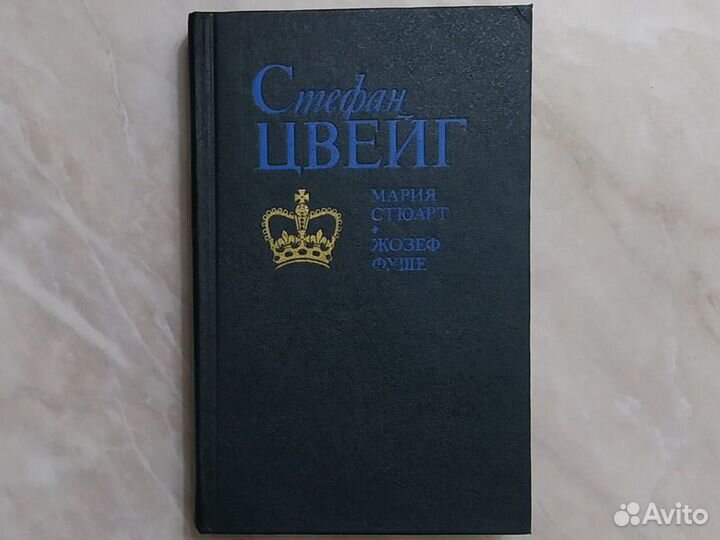 Стефан
ЦВЕЙГ
МАРИЯ
СТЮАРТ
•
ЖОЗЕФ
ФУШЕ
Avito